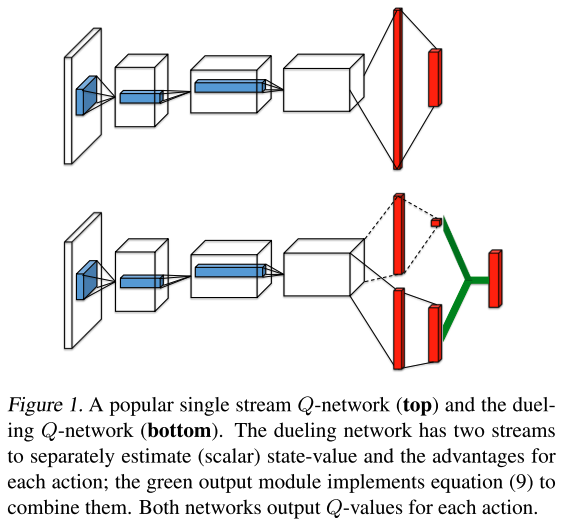 Figure 1. A popular single stream Q-network (top) and the duel-
ing Q-network (bottom). The dueling network has two streams
to separately estimate (scalar) state-value and the advantages for
each action; the green output module implements equation (9) to
combine them. Both networks output Q-values for each action.